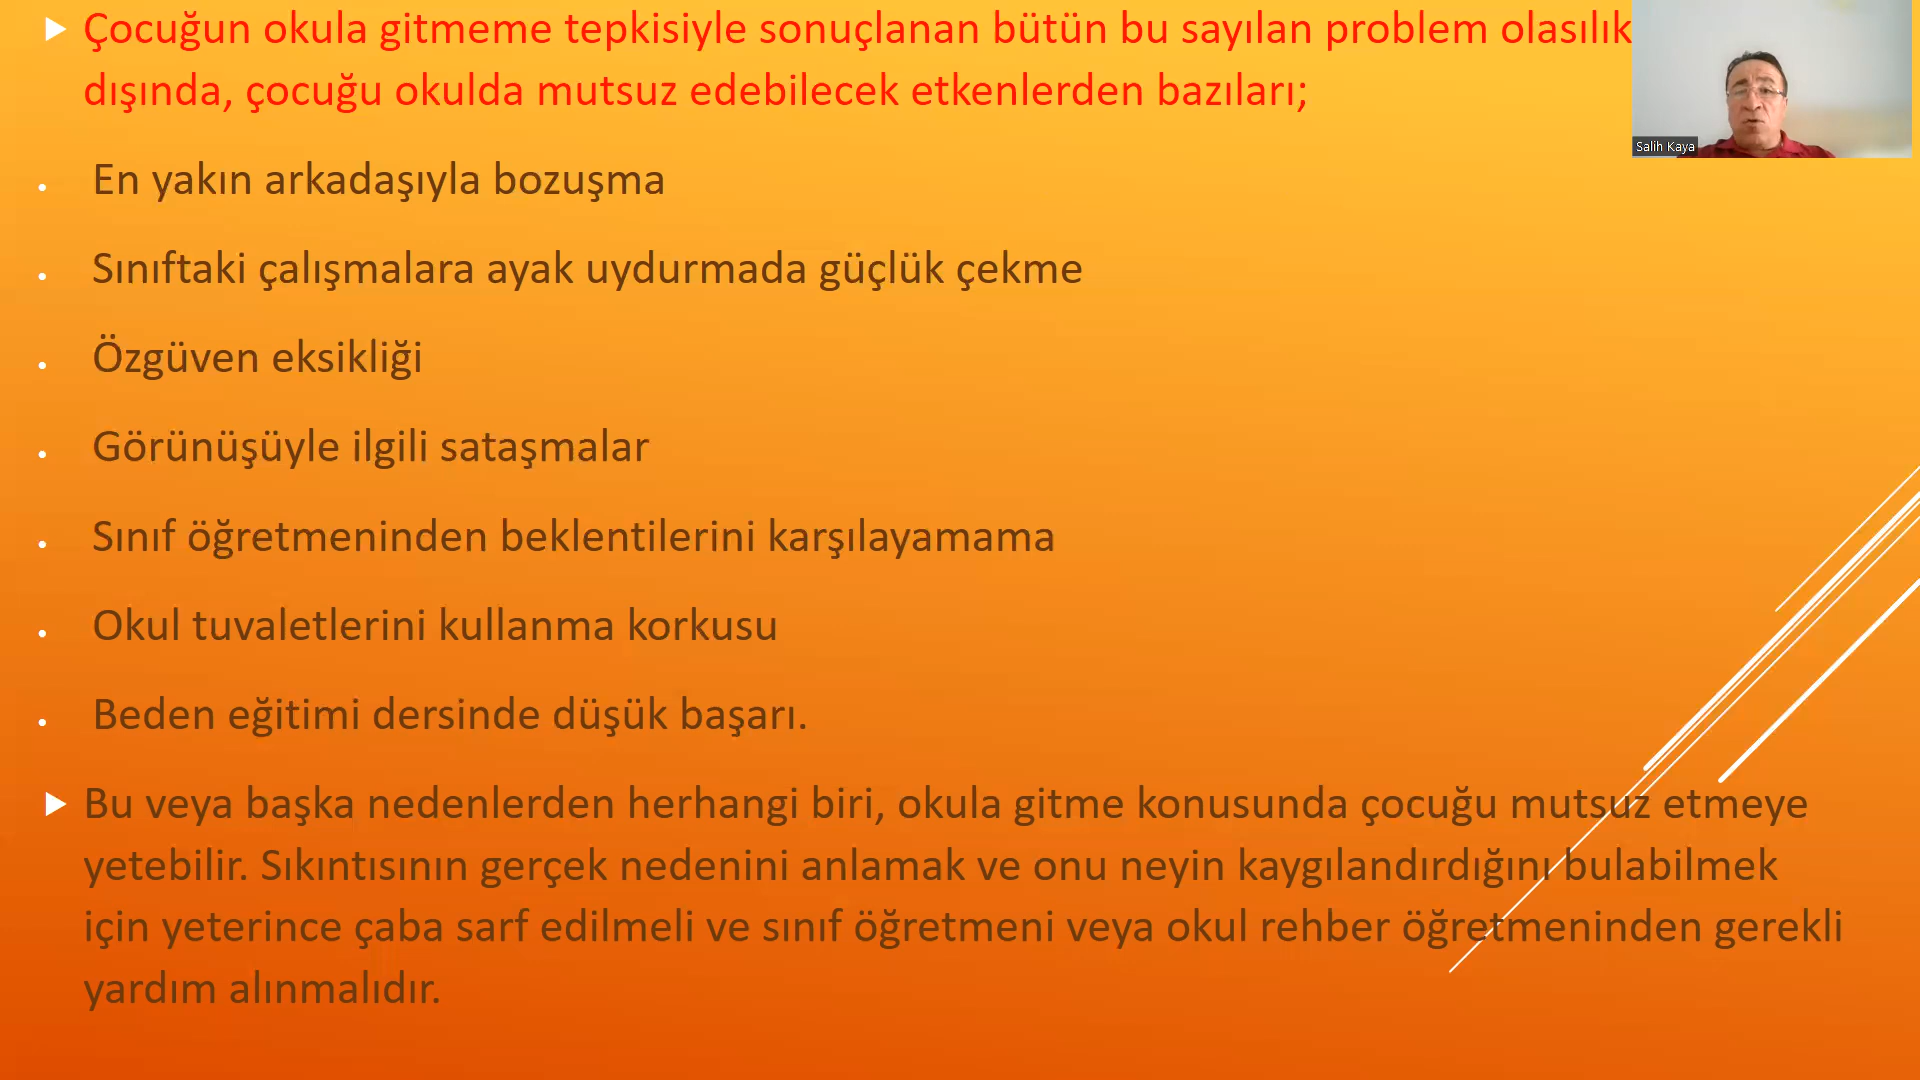 Çocuğun okula gitmeme tepkisiyle sonuçlanan bütün bu sayılan problem olasılık
dışında, çocuğu okulda mutsuz edebilecek etkenlerden bazıları;
Salih Kaya
En yakın arkadaşıyla bozuşma
Sınıftaki çalışmalara ayak uydurmada güçlük çekme
Özgüven eksikliği
Görünüşüyle ilgili sataşmalar
Sınıf öğretmeninden beklentilerini karşılayamama
Okul tuvaletlerini kullanma korkusu
Beden eğitimi dersinde düşük başarı.
Bu veya başka nedenlerden herhangi biri, okula gitme konusunda çocuğu mutsuz etmeye
yetebilir. Sıkıntısının gerçek nedenini anlamak ve onu neyin kaygılandırdığını bulabilmek
için yeterince çaba sarf edilmeli ve sınıf öğretmeni veya okul rehber öğretmeninden gerekli
yardım alınmalıdır.